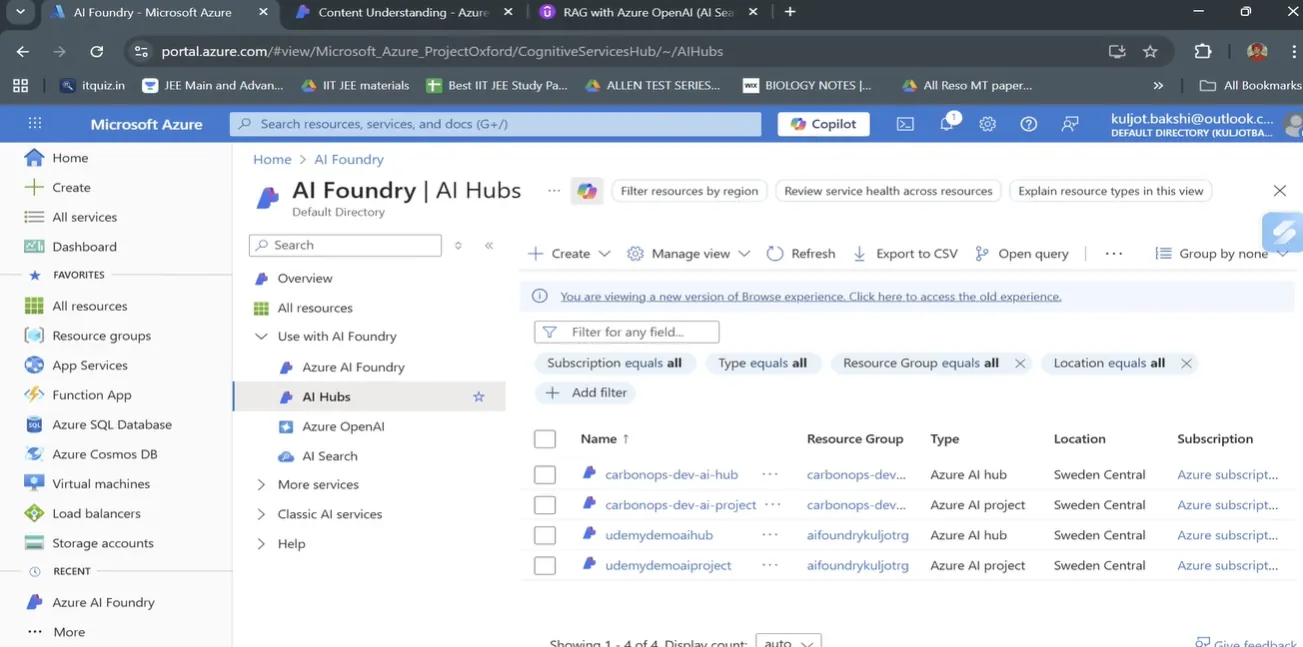 AI Foundry - Microsoft Azure
Content Understanding - Azure
RAG with Azure OpenAI (AI Sea
portal.azure.com/#view/Microsoft_Azure_ProjectOxford/CognitiveServicesHub/~/AIHubs
itquiz.in
JEE Main and Advan...
IIT JEE materials
Best IIT JEE Study Pa...
ALLEN TEST SERIES...
WIX
BIOLOGY NOTES |...
All Reso MT paper...
All Bookmarks
Microsoft Azure
Search resources, services, and docs (G+/)
Copilot
1
kuljot.bakshi@outlook.c...
DEFAULT DIRECTORY (KULJOTBA...
Home
Create
All services
Dashboard
FAVORITES
All resources
Resource groups
App Services
Function App
SQL
Azure SQL Database
Azure Cosmos DB
Virtual machines
Load balancers
Storage accounts
RECENT
Azure AI Foundry
More
Home > AI Foundry
AI Foundry | AI Hubs
Default Directory
Filter resources by region
Review service health across resources
Explain resource types in this view
Search
Overview
All resources
Use with AI Foundry
Azure AI Foundry
AI Hubs
Azure OpenAI
AI Search
More services
Classic AI services
Help
Create
Manage view
Refresh
Export to CSV
Open query
Group by none
You are viewing a new version of Browse experience. Click here to access the old experience.
Filter for any field...
Subscription equals all
Type equals all
Resource Group equals all
Location equals all
Add filter
Name ↑ Resource Group Type Location Subscription
carbonops-dev-ai-hub carbonops-dev... Azure AI hub Sweden Central Azure subscript...
carbonops-dev-ai-project carbonops-dev... Azure AI project Sweden Central Azure subscript...
udemydemoaihub aifoundrykuljotrg Azure AI hub Sweden Central Azure subscript...
udemydemoaiproject aifoundrykuljotrg Azure AI project Sweden Central Azure subscript...
Showing 1 - 4 of 4. Display count: auto
Give feedback